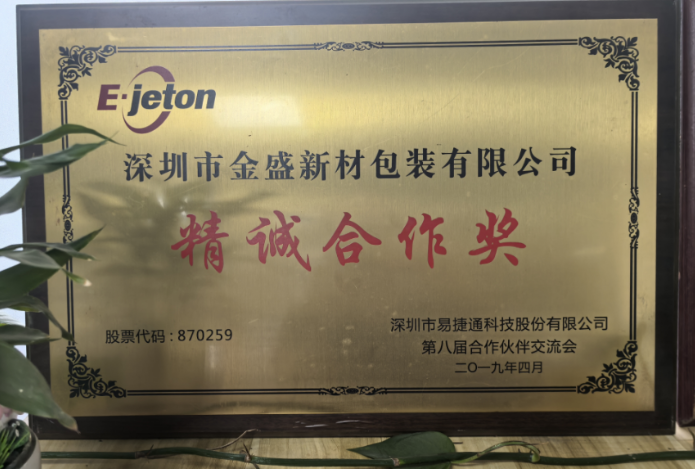 E·jeton
深圳市金盛新材包装有限公司
精诚合作奖
股票代码：870259
深圳市易捷通科技股份有限公司
第八届合作伙伴交流会
二〇一九年四月